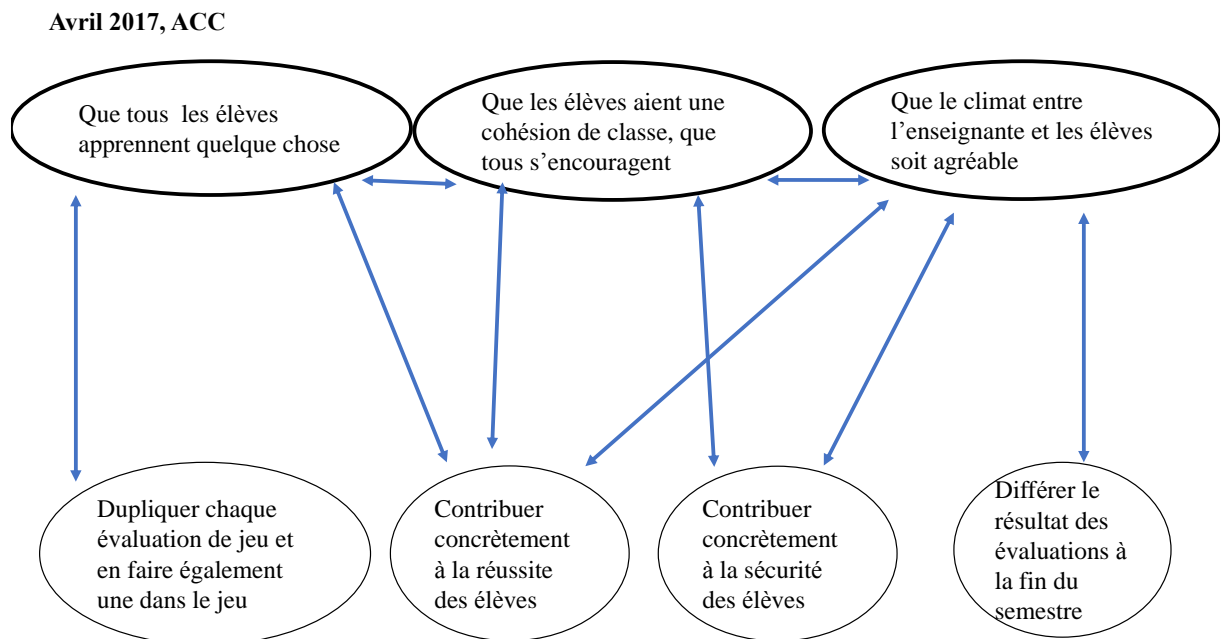 Avril 2017, ACC
Que tous les élèves
apprennent quelque chose
Que les élèves aient une
cohésion de classe, que
tous s’encouragent
Que le climat entre
l’enseignante et les élèves
soit agréable
Dupliquer chaque
évaluation de jeu et
en faire également
une dans le jeu
Contribuer
concrètement
à la réussite
des élèves
Contribuer
concrètement
à la sécurité
des élèves
Différer le
résultat des
évaluations à
la fin du
semestre